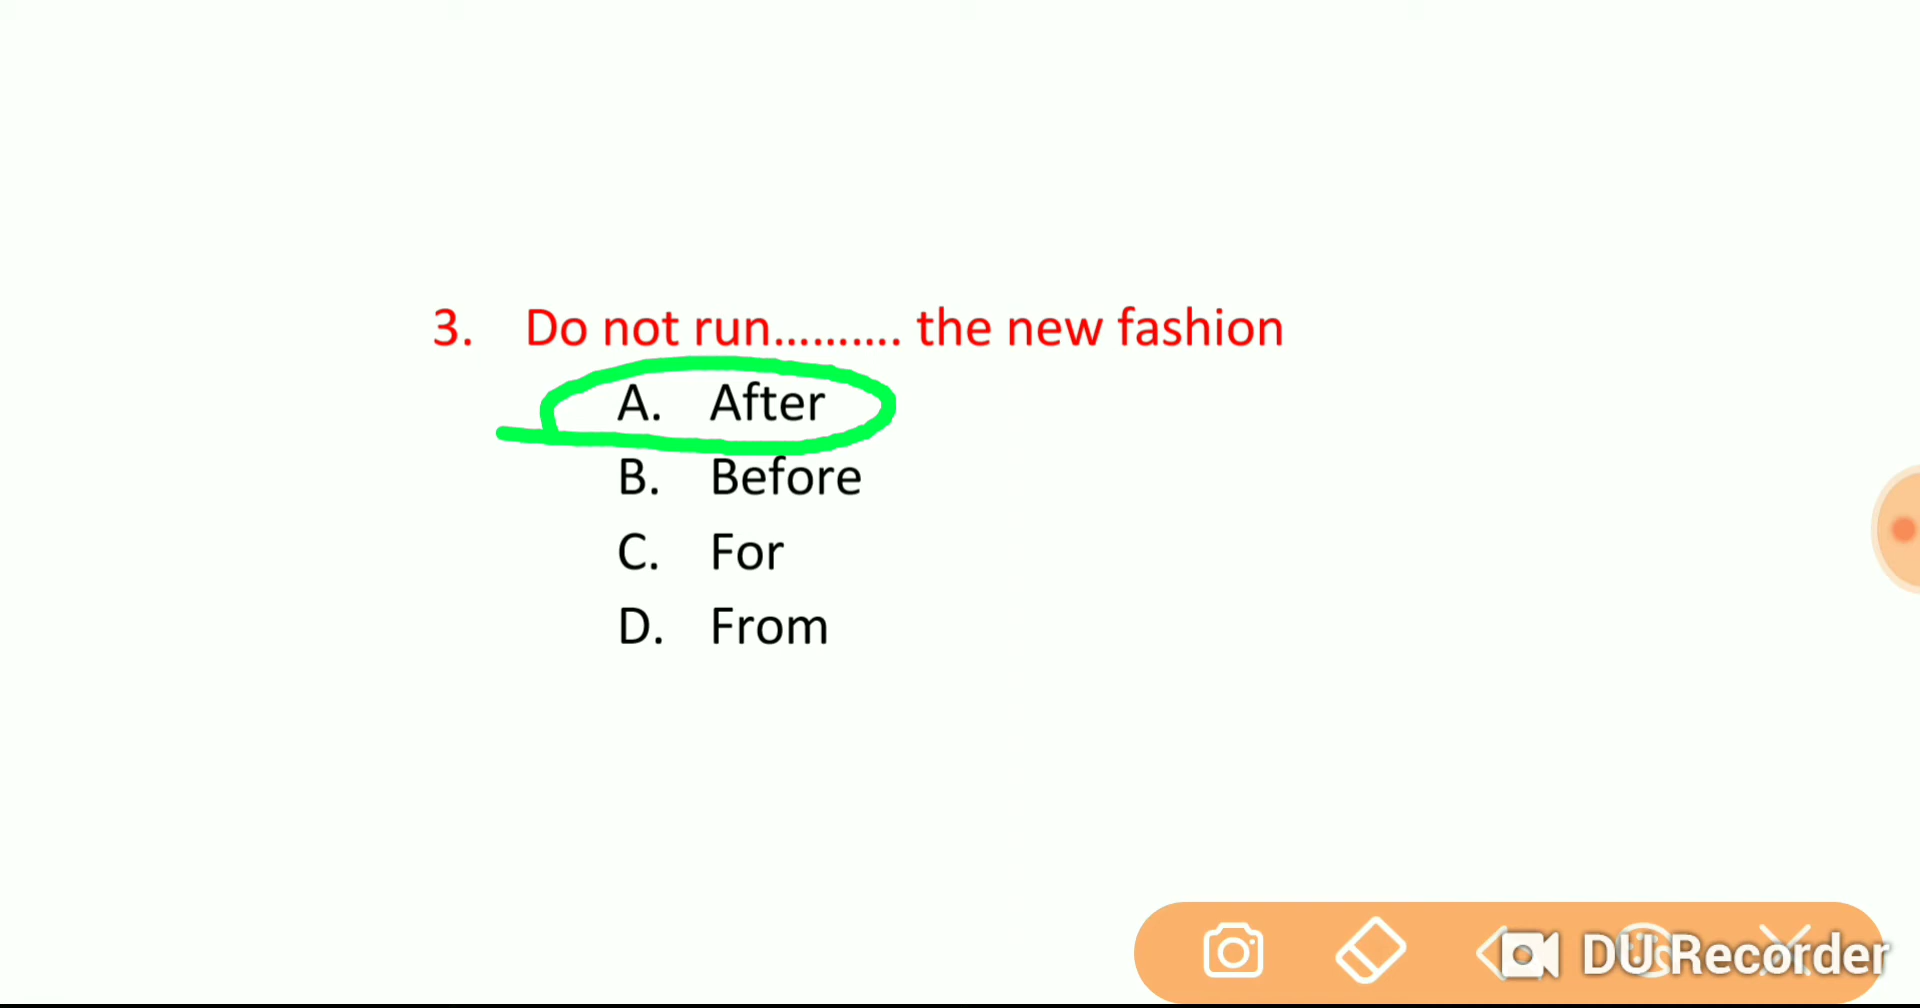 3. Do not run.......... the new fashion
A. After
B. Before
C. For
D. From
DU Recorder